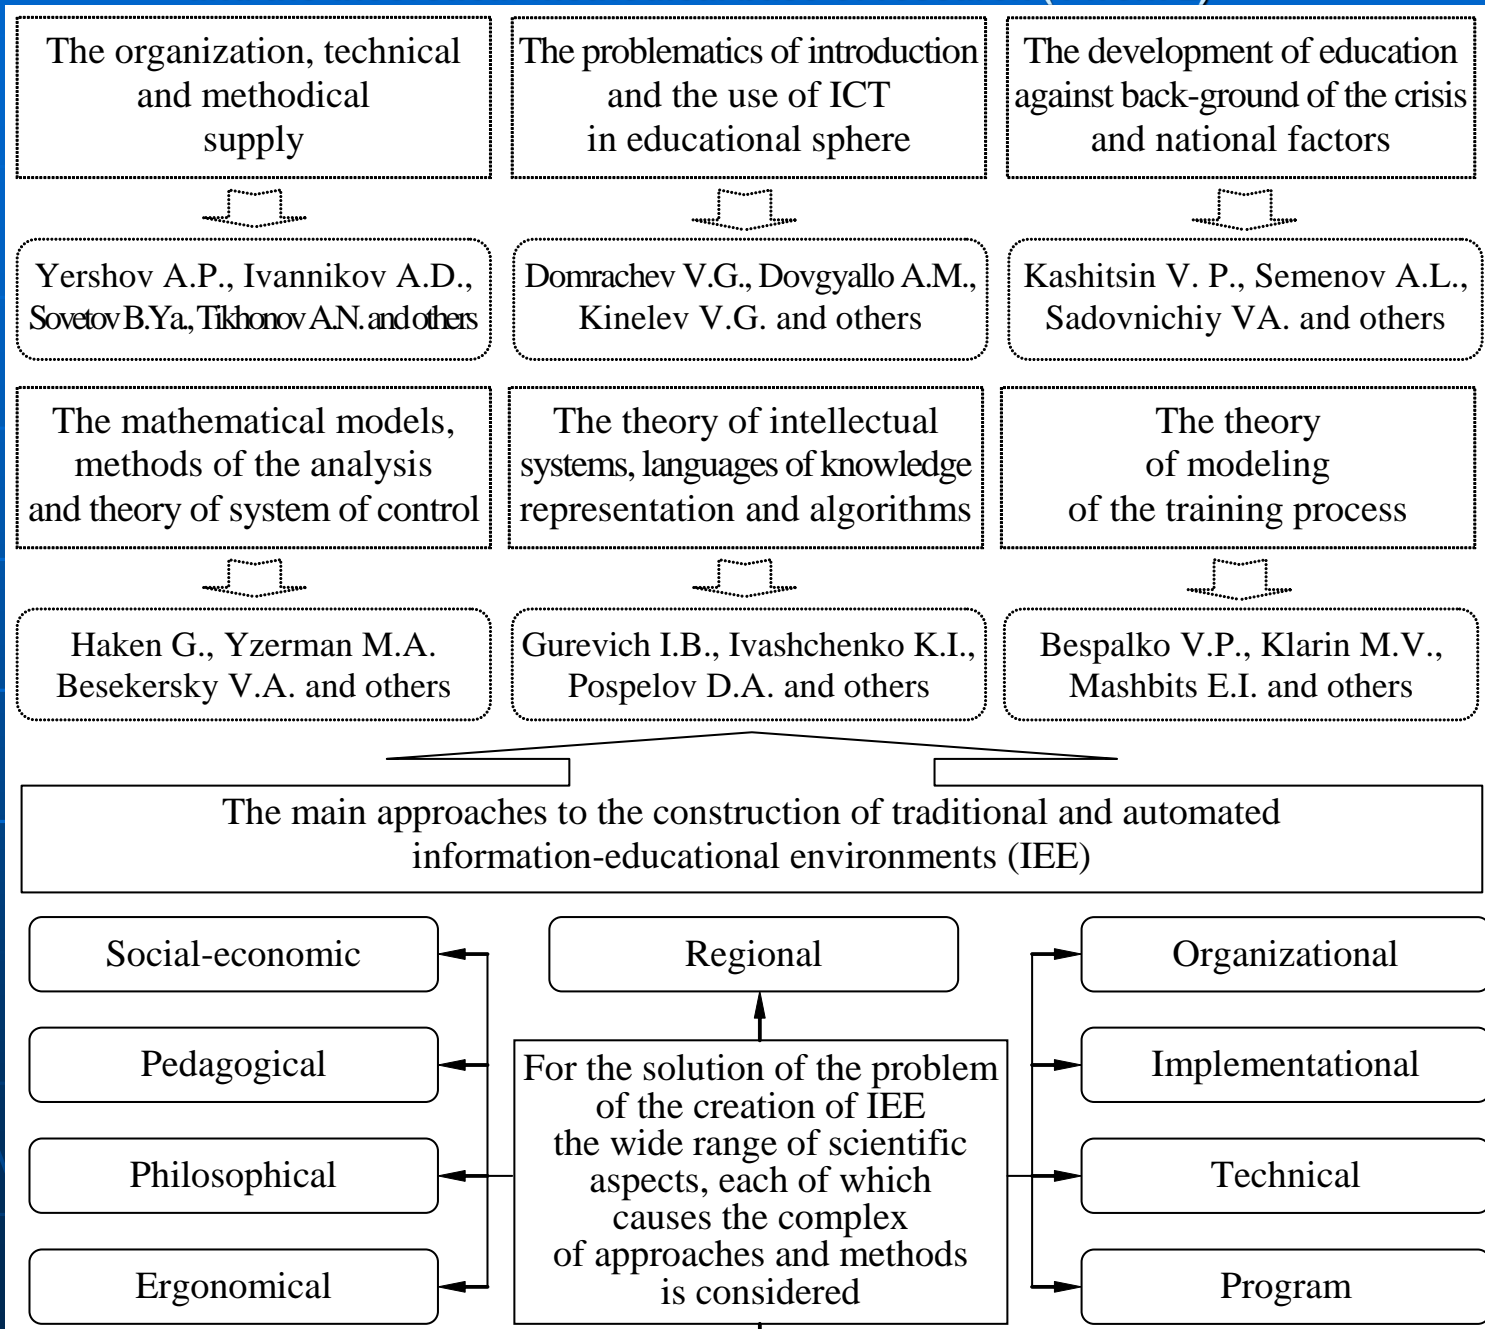 The organization, technical
and methodical
supply
The problematics of introduction
and the use of ICT
in educational sphere
The development of education
against back-ground of the crisis
and national factors
Yershov A.P., Ivannikov A.D.,
Sovetov B.Ya., Tikhonov A.N. and others
Domrachev V.G., Dovgyallo A.M.,
Kinelev V.G. and others
Kashitsin V. P., Semenov A.L.,
Sadovnichiy VA. and others
The mathematical models,
methods of the analysis
and theory of system of control
The theory of intellectual
systems, languages of knowledge
representation and algorithms
The theory
of modeling
of the training process
Haken G., Yzerman M.A.
Besekersky V.A. and others
Gurevich I.B., Ivashchenko K.I.,
Pospelov D.A. and others
Bespalko V.P., Klarin M.V.,
Mashbits E.I. and others
The main approaches to the construction of traditional and automated
information-educational environments (IEE)
Social-economic
Regional
Organizational
Pedagogical
Implementational
For the solution of the problem
of the creation of IEE
the wide range of scientific
aspects, each of which
causes the complex
of approaches and methods
is considered
Philosophical
Technical
Ergonomical
Program